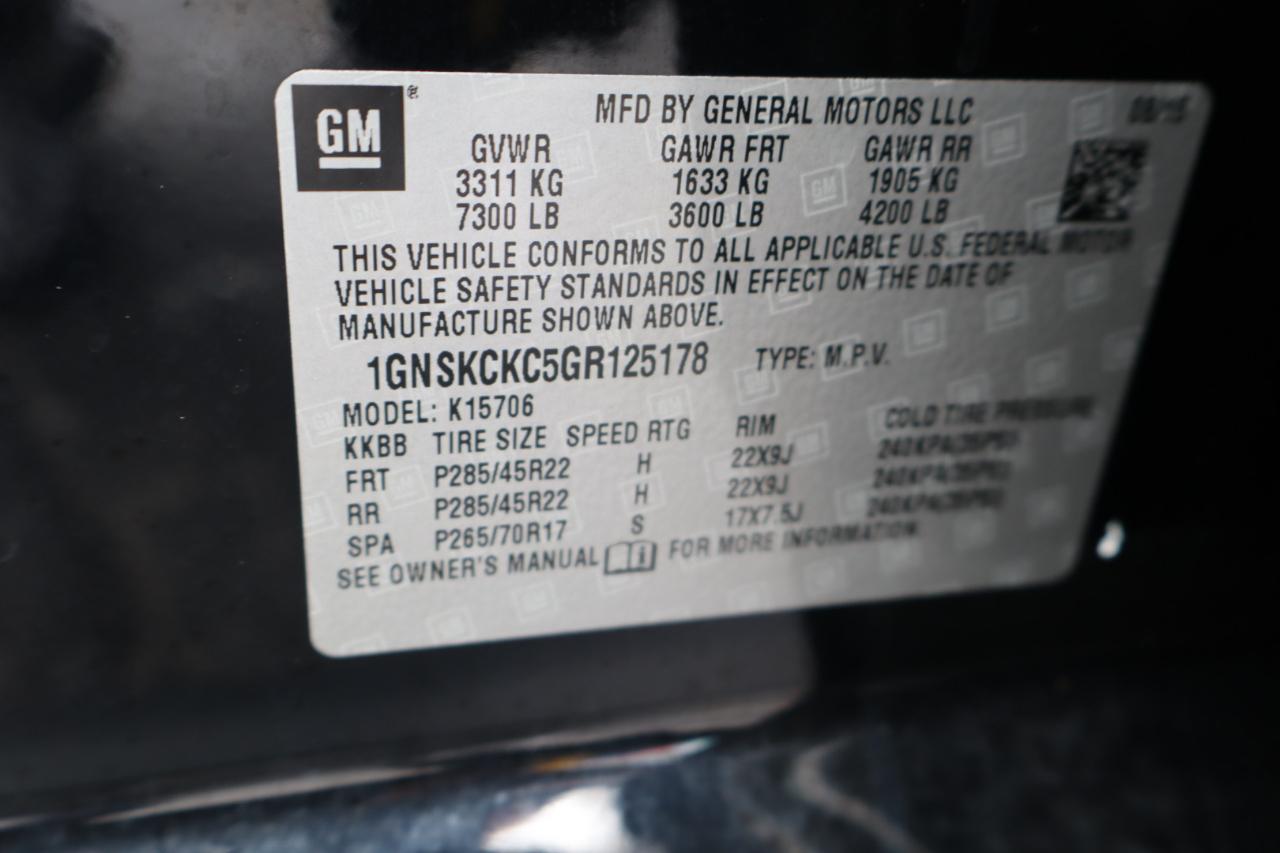 GM ®
MFD BY GENERAL MOTORS LLC 08/15
GVWR GAWR FRT GAWR RR
3311 KG 1633 KG 1905 KG
7300 LB 3600 LB 4200 LB
THIS VEHICLE CONFORMS TO ALL APPLICABLE U.S. FEDERAL MOTOR
VEHICLE SAFETY STANDARDS IN EFFECT ON THE DATE OF
MANUFACTURE SHOWN ABOVE.
1GNSKCKC5GR125178 TYPE: M.P.V.
MODEL: K15706
KKBB TIRE SIZE SPEED RTG RIM COLD TIRE PRESSURE
FRT P285/45R22 H 22X9J 240KPA(35PSI)
RR P285/45R22 H 22X9J 240KPA(35PSI)
SPA P265/70R17 S 17X7.5J 240KPA(35PSI)
SEE OWNER'S MANUAL FOR MORE INFORMATION.